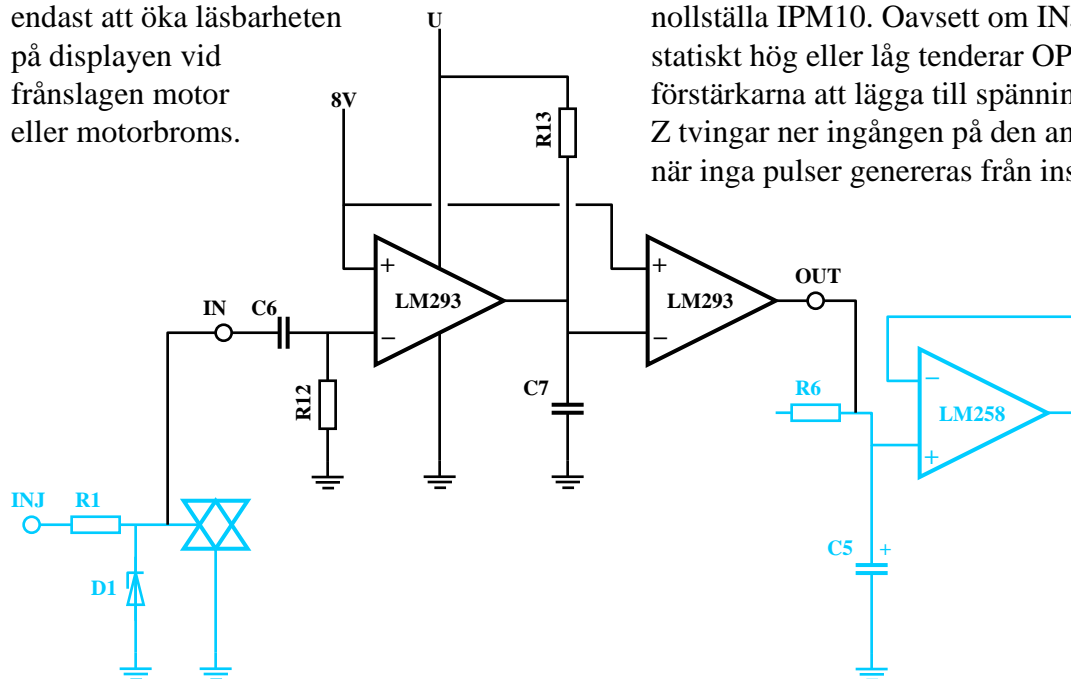 endast att öka läsbarheten
på displayen vid
frånslagen motor
eller motorbroms.
nollställa IPM10. Oavsett om IN
statiskt hög eller låg tenderar OP
förstärkarna att lägga till spännin
Z tvingar ner ingången på den an
när inga pulser genereras från ins
U
8V
R13
+
LM293
−
+
LM293
−
OUT
IN
C6
R12
C7
R6
−
LM258
+
INJ
R1
D1
C5
+